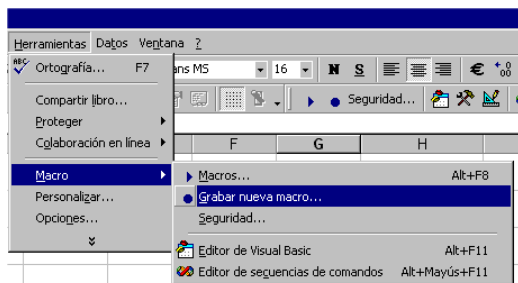 Herramientas Datos Ventana ?
ABC Ortografía... F7
ans MS 16 N S €
Compartir libro...
Seguridad...
Proteger
Colaboración en línea
F G H
Macro
Macros... Alt+F8
Personalizar...
Grabar nueva macro...
Opciones...
Seguridad...
Editor de Visual Basic Alt+F11
Editor de secuencias de comandos Alt+Mayús+F11